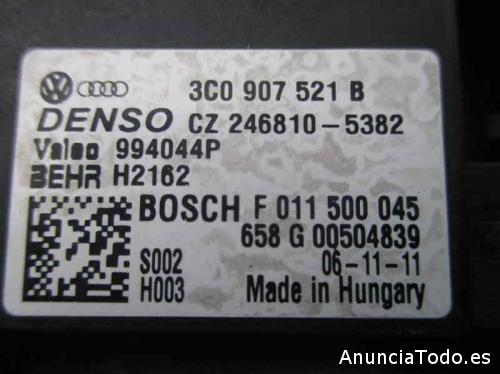 3C0 907 521 B
DENSO CZ 246810-5382
Valeo 994044P
BEHR H2162
BOSCH F 011 500 045
658 G 00504839
S002 06-11-11
H003 Made in Hungary
AnunciaTodo.es